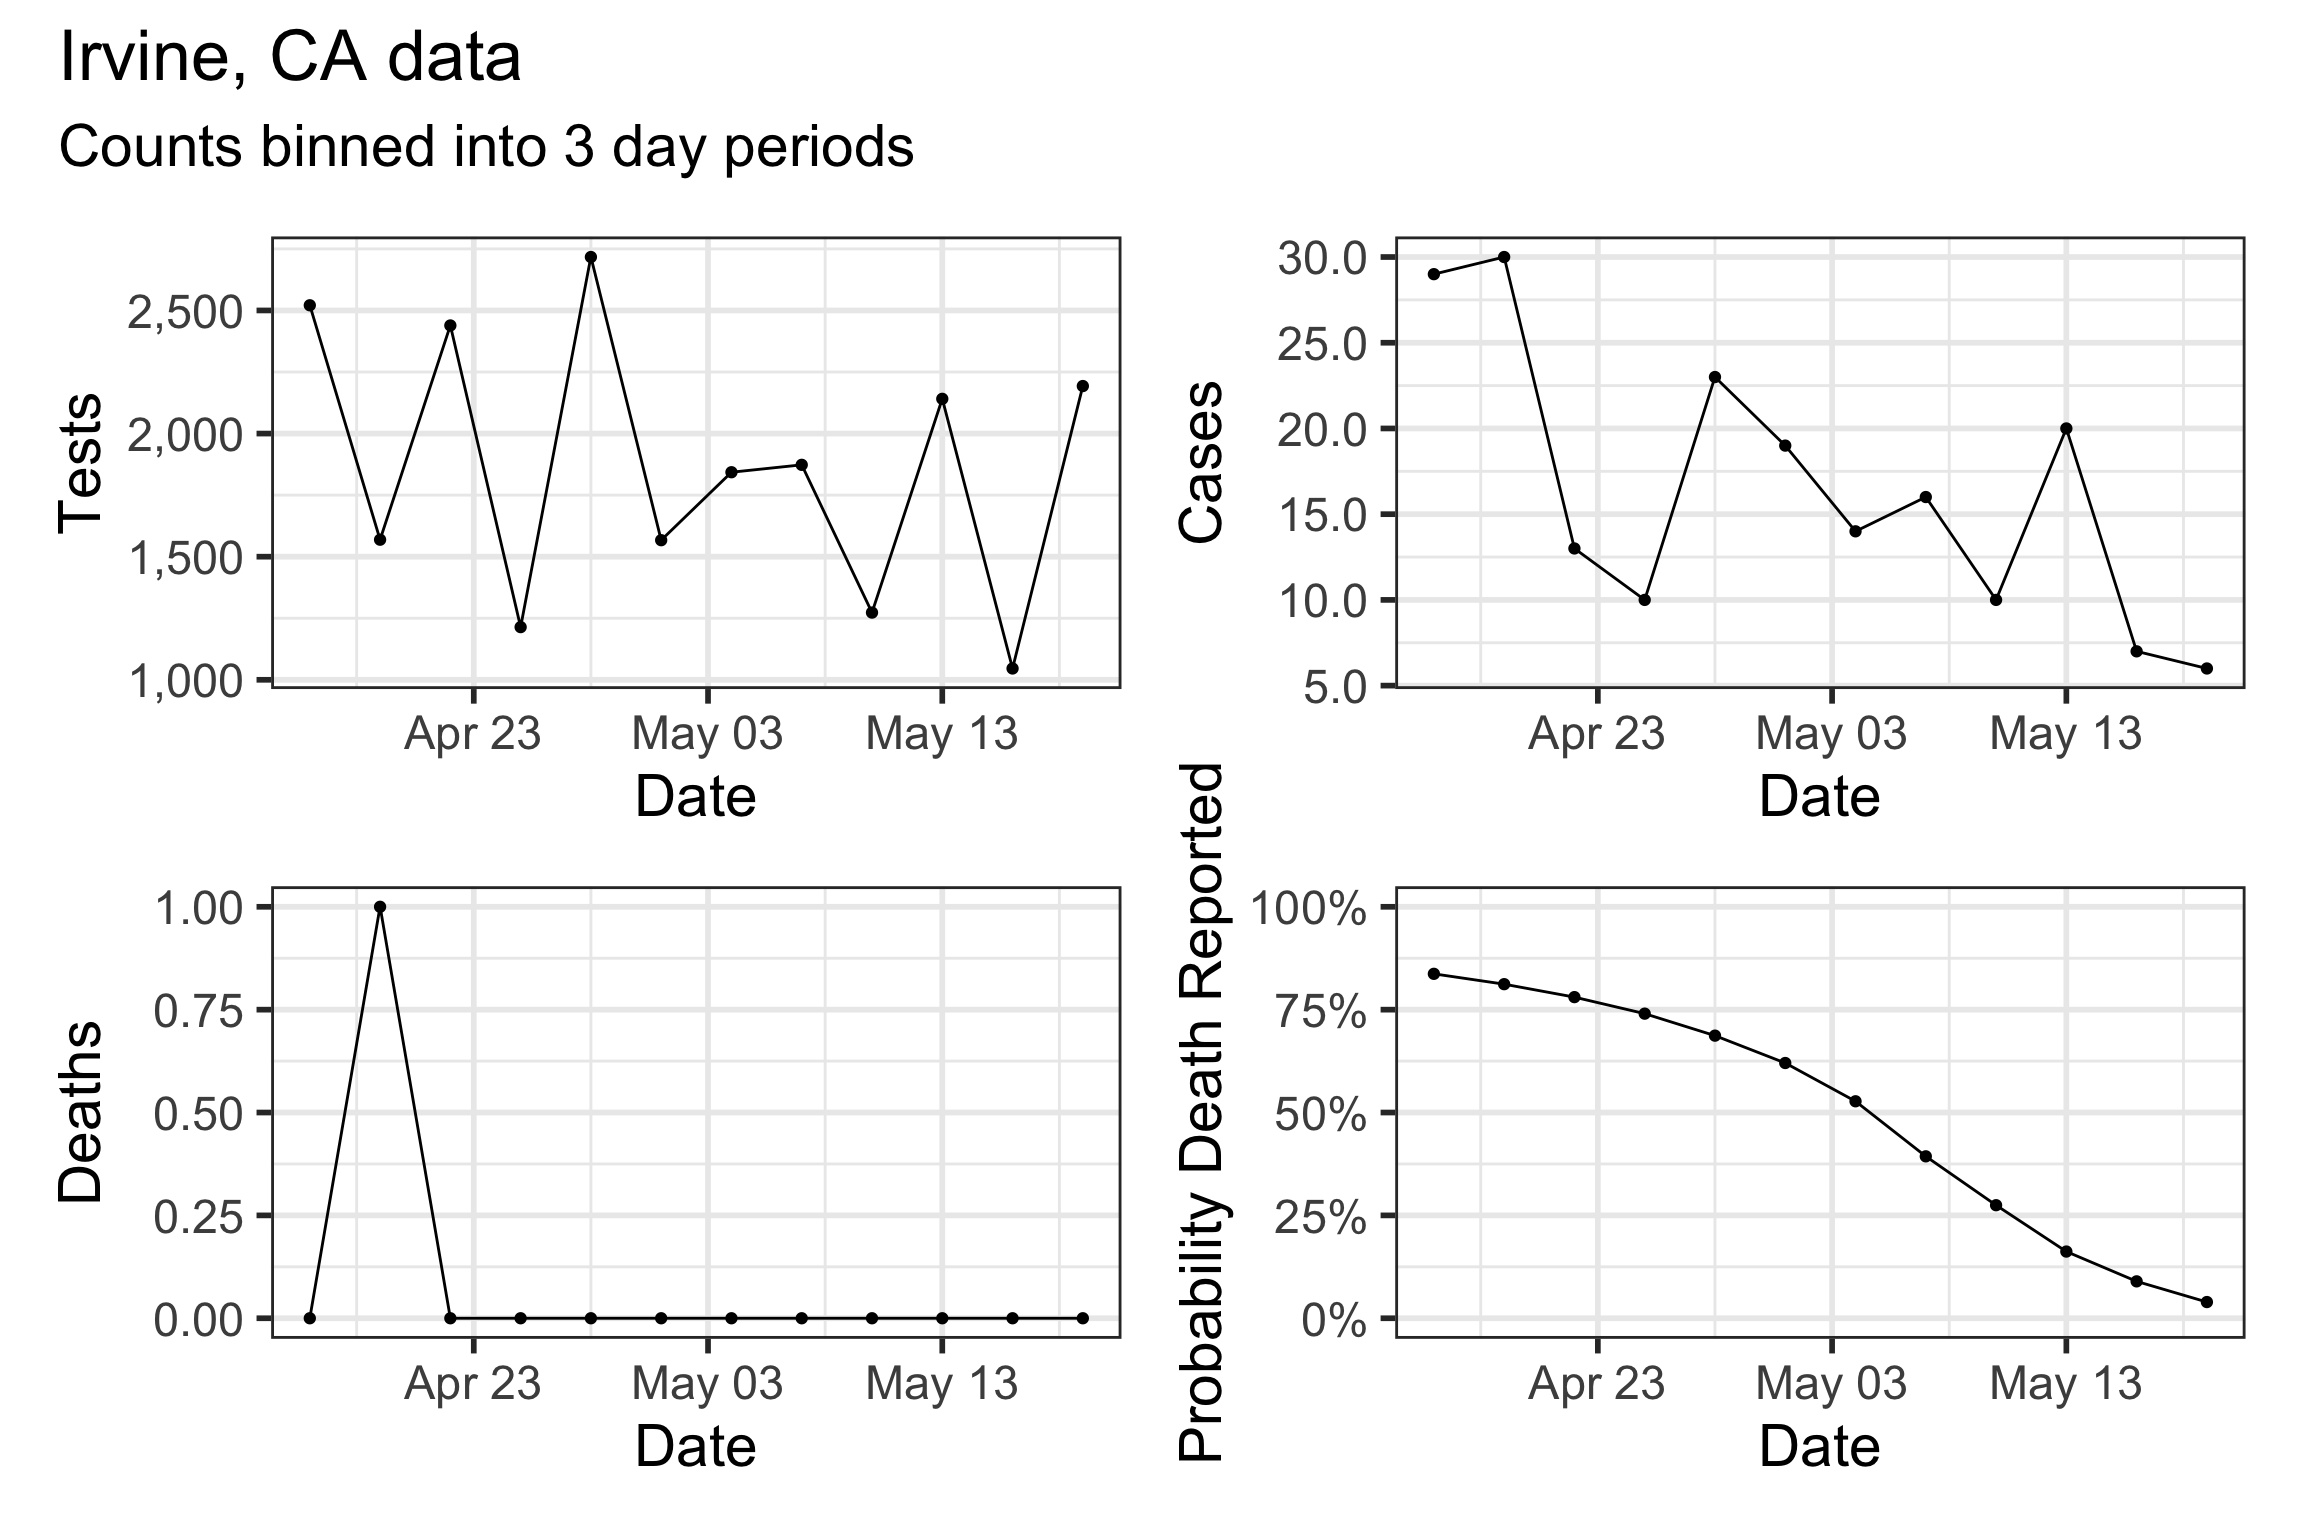 Irvine, CA data
Counts binned into 3 day periods
Tests
2,500
2,000
1,500
1,000
Apr 23 May 03 May 13
Date
Cases
30.0
25.0
20.0
15.0
10.0
5.0
Apr 23 May 03 May 13
Date
Deaths
1.00
0.75
0.50
0.25
0.00
Apr 23 May 03 May 13
Date
Probability Death Reported
100%
75%
50%
25%
0%
Apr 23 May 03 May 13
Date